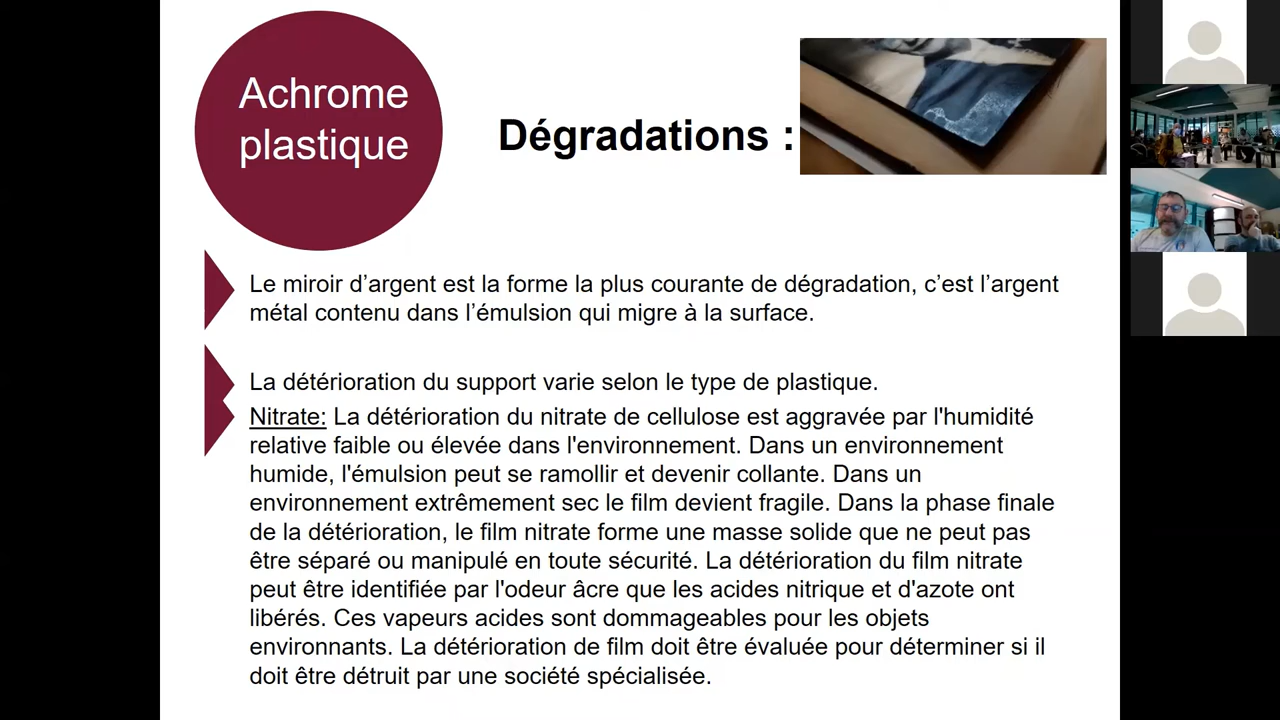 Achrome
plastique
Dégradations :
Le miroir d’argent est la forme la plus courante de dégradation, c’est l’argent
métal contenu dans l’émulsion qui migre à la surface.
La détérioration du support varie selon le type de plastique.
Nitrate: La détérioration du nitrate de cellulose est aggravée par l'humidité
relative faible ou élevée dans l'environnement. Dans un environnement
humide, l'émulsion peut se ramollir et devenir collante. Dans un
environnement extrêmement sec le film devient fragile. Dans la phase finale
de la détérioration, le film nitrate forme une masse solide que ne peut pas
être séparé ou manipulé en toute sécurité. La détérioration du film nitrate
peut être identifiée par l'odeur âcre que les acides nitrique et d'azote ont
libérés. Ces vapeurs acides sont dommageables pour les objets
environnants. La détérioration de film doit être évaluée pour déterminer si il
doit être détruit par une société spécialisée.